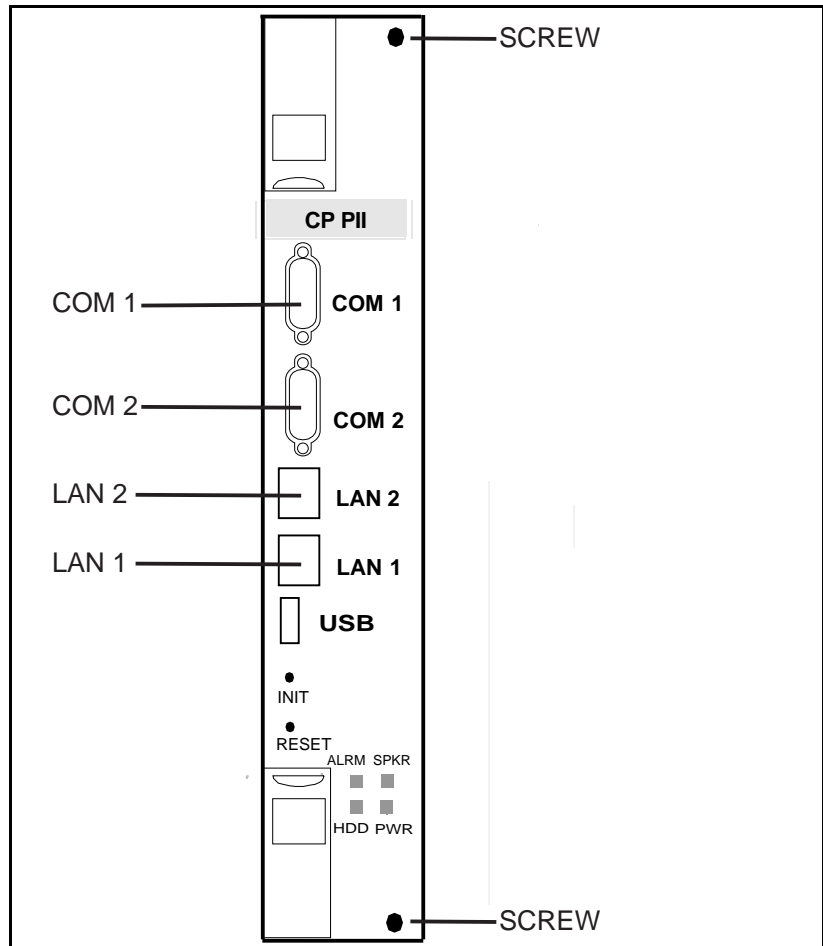 SCREW
CP PII
COM 1 COM 1
COM 2 COM 2
LAN 2 LAN 2
LAN 1 LAN 1
USB
INIT
RESET
ALRM SPKR
HDD PWR
SCREW